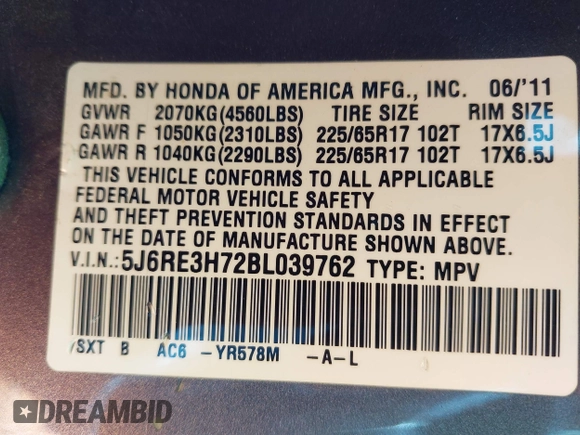 MFD. BY HONDA OF AMERICA MFG., INC. 06/'11
GVWR 2070KG(4560LBS) TIRE SIZE RIM SIZE
GAWR F 1050KG(2310LBS) 225/65R17 102T 17X6.5J
GAWR R 1040KG(2290LBS) 225/65R17 102T 17X6.5J
THIS VEHICLE CONFORMS TO ALL APPLICABLE
FEDERAL MOTOR VEHICLE SAFETY
AND THEFT PREVENTION STANDARDS IN EFFECT
ON THE DATE OF MANUFACTURE SHOWN ABOVE.
V.I.N.: 5J6RE3H72BL039762 TYPE: MPV
/SXT B AC6 -YR578M -A-L
DREAMBID